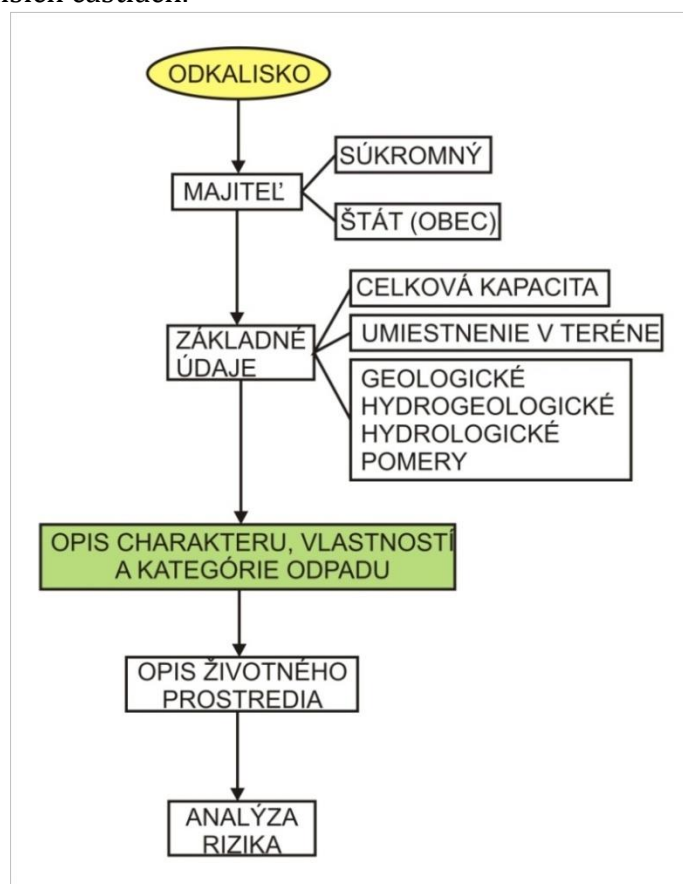 ODKALISKO
MAJITEĽ
SÚKROMNÝ
ŠTÁT (OBEC)
ZÁKLADNÉ
ÚDAJE
CELKOVÁ KAPACITA
UMIESTNENIE V TERÉNE
GEOLOGICKÉ
HYDROGEOLOGICKÉ
HYDROLOGICKÉ
POMERY
OPIS CHARAKTERU, VLASTNOSTÍ
A KATEGÓRIE ODPADU
OPIS ŽIVOTNÉHO
PROSTREDIA
ANALÝZA
RIZIKA